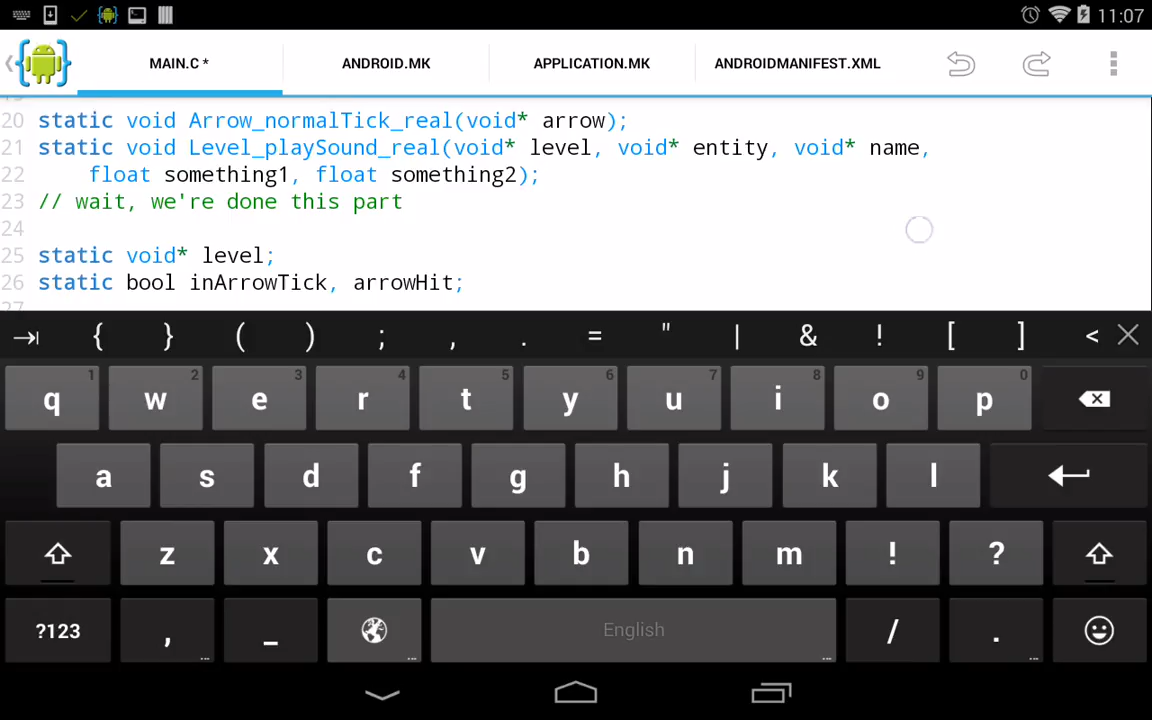 11:07
MAIN.C * ANDROID.MK APPLICATION.MK ANDROIDMANIFEST.XML
20 static void Arrow_normalTick_real(void* arrow);
21 static void Level_playSound_real(void* level, void* entity, void* name,
22 float something1, float something2);
23 // wait, we're done this part
24
25 static void* level;
26 static bool inArrowTick, arrowHit;
27
{ } ( ) ; , . = " | & ! [ ] <
q 1 w 2 e 3 r 4 t 5 y 6 u 7 i 8 o 9 p 0
a s d f g h j k l
z x c v b n m ! ?
?123 , _ English / .